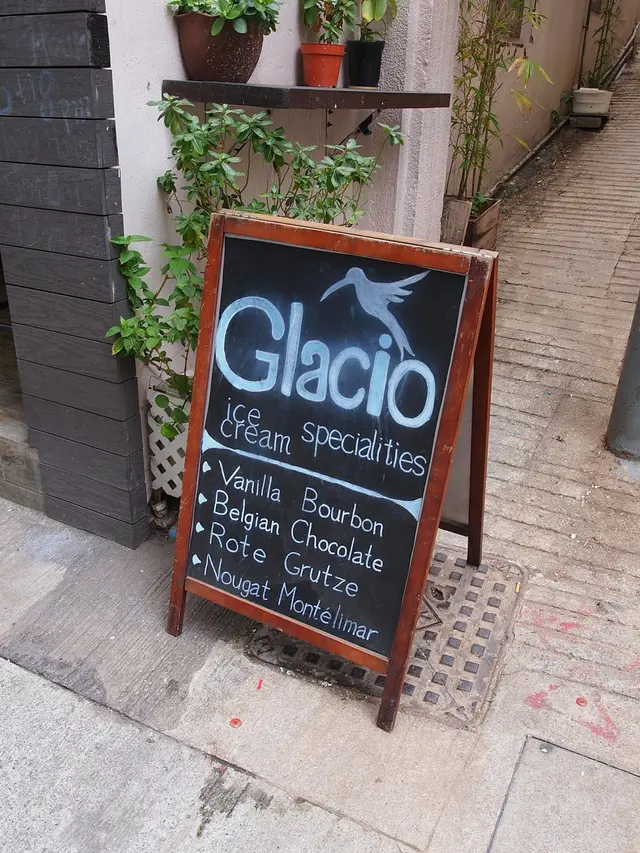 Glacio
ice
cream specialities
Vanilla Bourbon
Belgian Chocolate
Rote Grutze
Nougat Montélimar